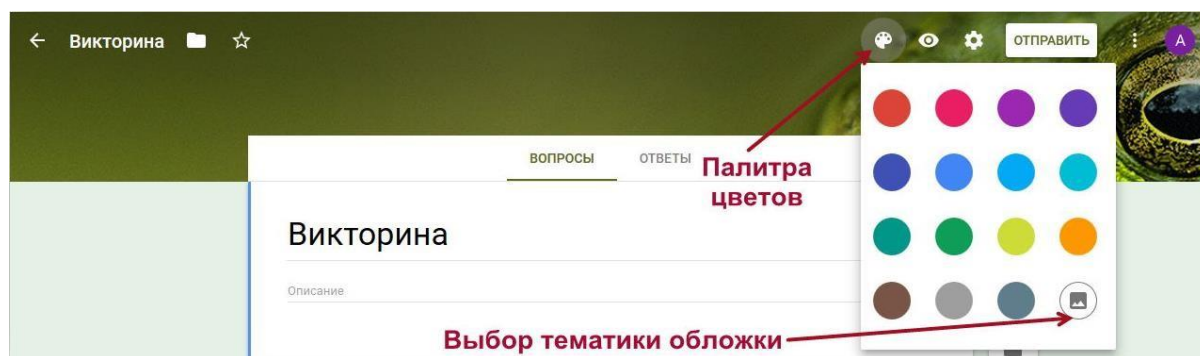 Викторина
ОТПРАВИТЬ
А
ВОПРОСЫ
ОТВЕТЫ
Палитра
цветов
Викторина
Описание
Выбор тематики обложки